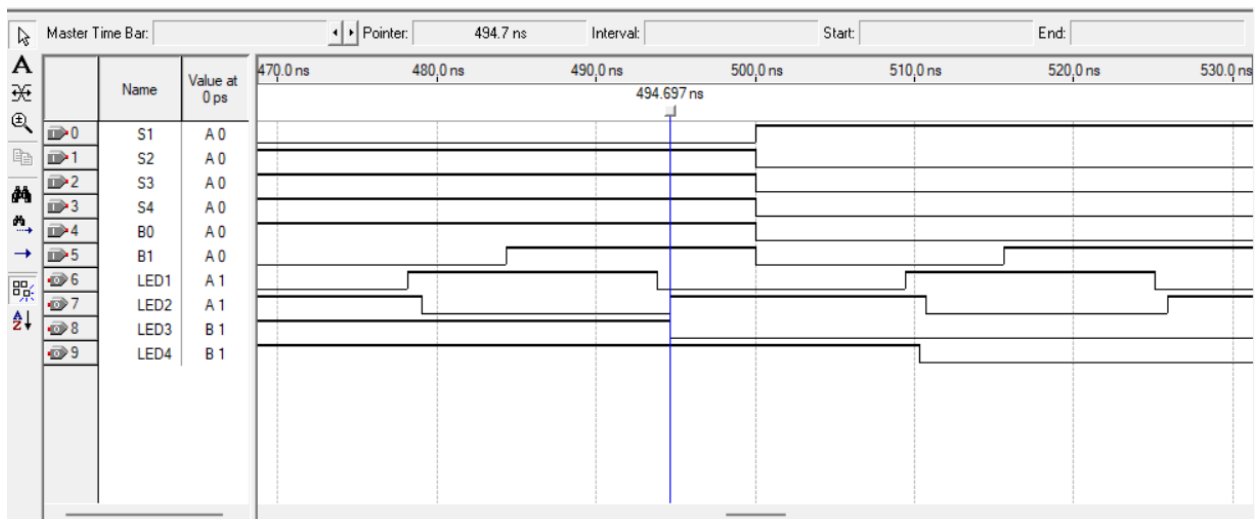 Master Time Bar: Pointer: 494.7 ns Interval: Start: End:
Name Value at 0 ps 470.0 ns 480.0 ns 490.0 ns 500.0 ns 510.0 ns 520.0 ns 530.0 ns
494.697 ns
0 S1 A 0
1 S2 A 0
2 S3 A 0
3 S4 A 0
4 B0 A 0
5 B1 A 0
6 LED1 A 1
7 LED2 A 1
8 LED3 B 1
9 LED4 B 1